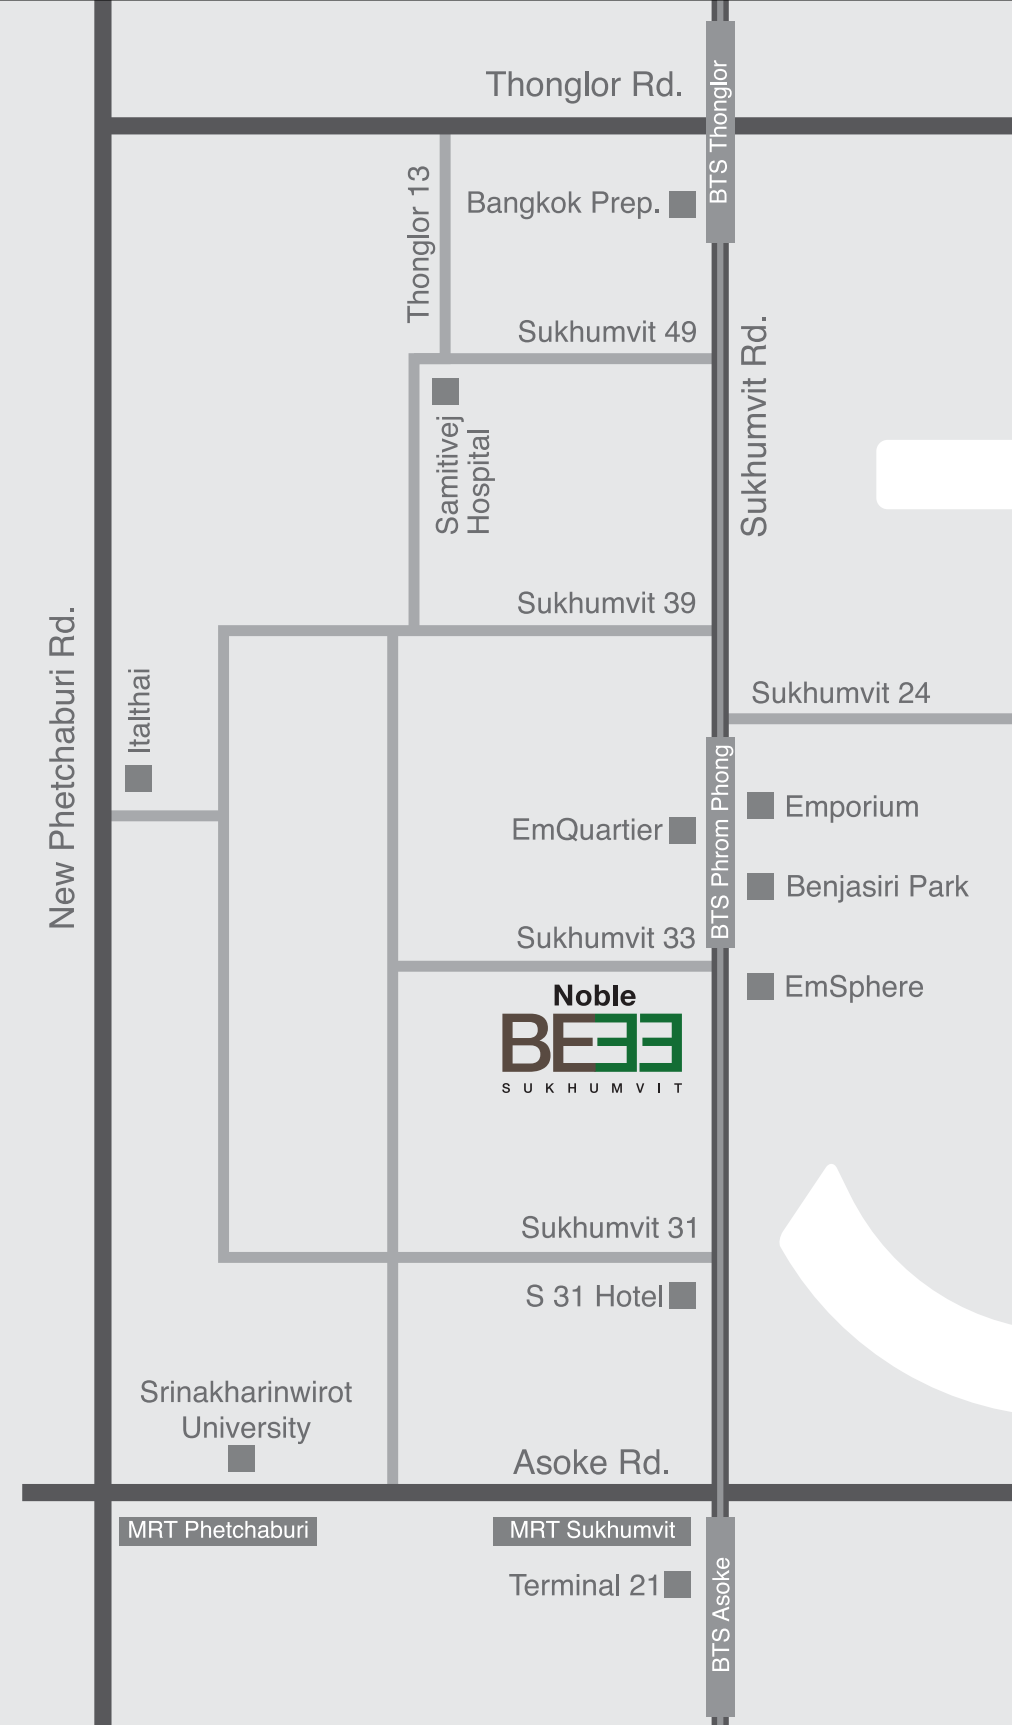 Thonglor Rd.
BTS Thonglor
Thonglor 13
Bangkok Prep.
Sukhumvit 49
Sukhumvit Rd.
Samitivej
Hospital
Sukhumvit 39
New Phetchaburi Rd.
Italthai
Sukhumvit 24
BTS Phrom Phong
Emporium
EmQuartier
Benjasiri Park
Sukhumvit 33
EmSphere
Noble
BE33
SUKHUMVIT
Sukhumvit 31
S 31 Hotel
Srinakharinwirot
University
Asoke Rd.
MRT Phetchaburi
MRT Sukhumvit
Terminal 21
BTS Asoke